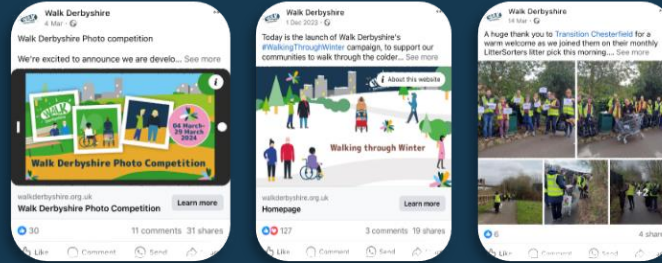 Walk Derbyshire
4 Mar ·
Walk Derbyshire Photo competition
We're excited to announce we are develo... See more
WALK
04 March-
29 March
2024
Walk Derbyshire Photo Competition
walkderbyshire.org.uk
Walk Derbyshire Photo Competition
Learn more
30
11 comments 31 shares
Like Comment Send
Walk Derbyshire
1 Dec 2023 ·
Today is the launch of Walk Derbyshire's
#WalkingThroughWinter campaign, to support our
communities to walk through the colder... See more
i About this website
Walking through Winter
walkderbyshire.org.uk
Homepage
Learn more
127
3 comments 19 shares
Like Comment Send
Walk Derbyshire
14 Mar ·
A huge thank you to Transition Chesterfield for a
warm welcome as we joined them on their monthly
LitterSorters litter pick this morning.... See more
6
4 share
Like Comment Send